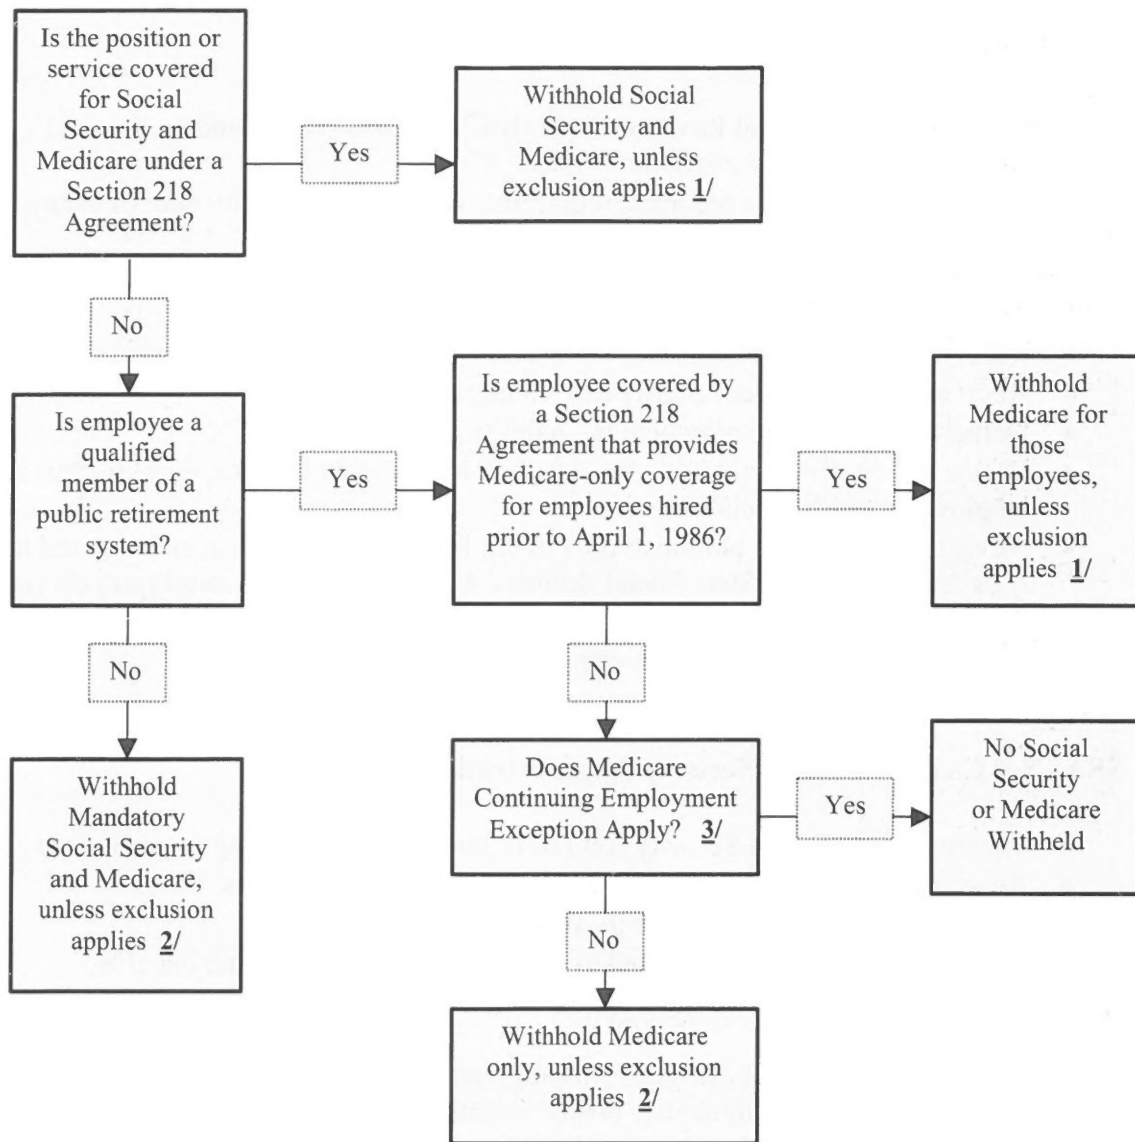 Is the position or
service covered
for Social
Security and
Medicare under a
Section 218
Agreement?
Yes
Withhold Social
Security and
Medicare, unless
exclusion applies 1/
No
Is employee a
qualified
member of a
public retirement
system?
Yes
Is employee covered by
a Section 218
Agreement that provides
Medicare-only coverage
for employees hired
prior to April 1, 1986?
Yes
Withhold
Medicare for
those
employees,
unless
exclusion
applies 1/
No
No
Withhold
Mandatory
Social Security
and Medicare,
unless exclusion
applies 2/
Does Medicare
Continuing Employment
Exception Apply? 3/
Yes
No Social
Security
or Medicare
Withheld
No
Withhold Medicare
only, unless exclusion
applies 2/